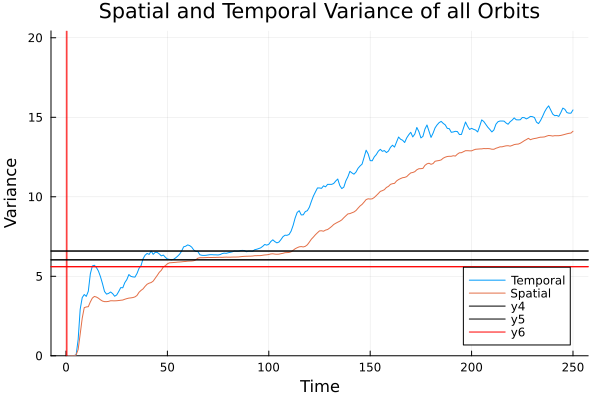 Spatial and Temporal Variance of all Orbits
20
15
10
5
0
Variance
0 50 100 150 200 250
Time
Temporal
Spatial
y4
y5
y6